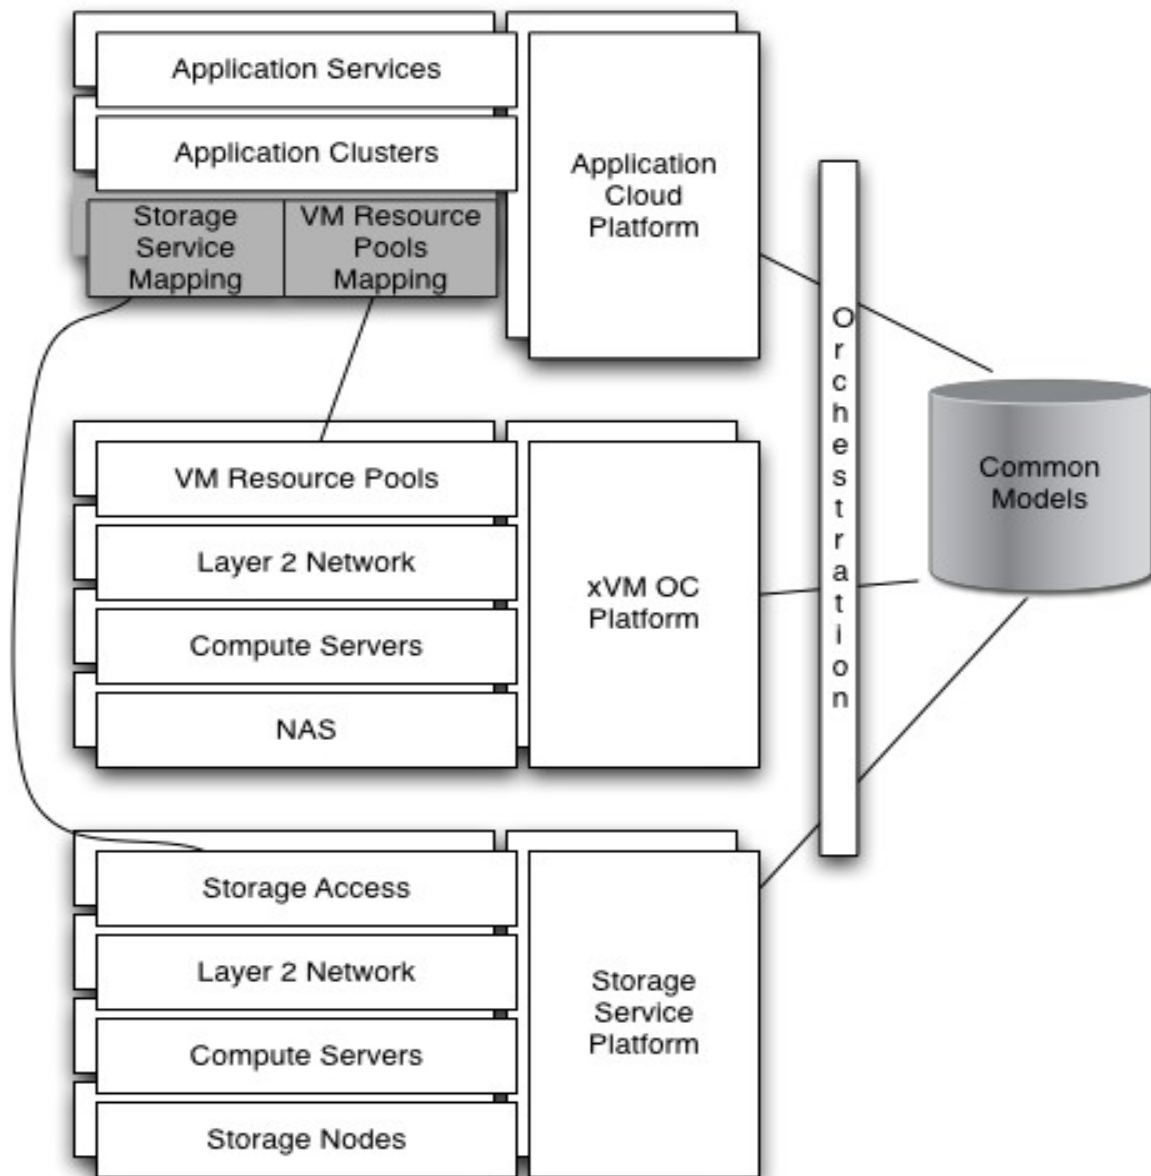 Application Services
Application Clusters
Storage
Service
Mapping
VM Resource
Pools
Mapping
Application
Cloud
Platform
VM Resource Pools
Layer 2 Network
Compute Servers
NAS
xVM OC
Platform
Storage Access
Layer 2 Network
Compute Servers
Storage Nodes
Storage
Service
Platform
Orchestration
Common
Models